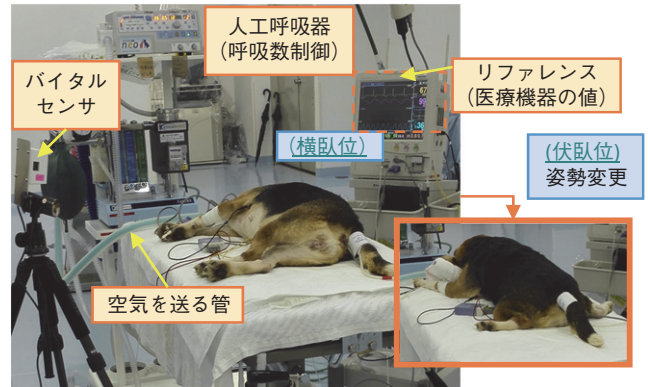 人工呼吸器
（呼吸数制御）
バイタル
センサ
リファレンス
（医療機器の値）
（横臥位）
(伏臥位)
姿勢変更
空気を送る管
neo